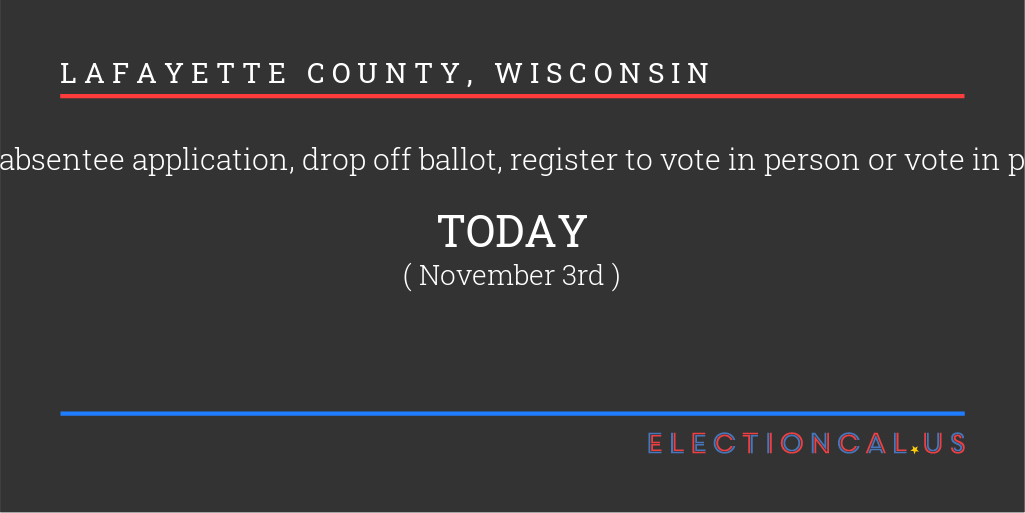 LAFAYETTE COUNTY, WISCONSIN
absentee application, drop off ballot, register to vote in person or vote in p
TODAY
( November 3rd )
ELECTIONCAL.US